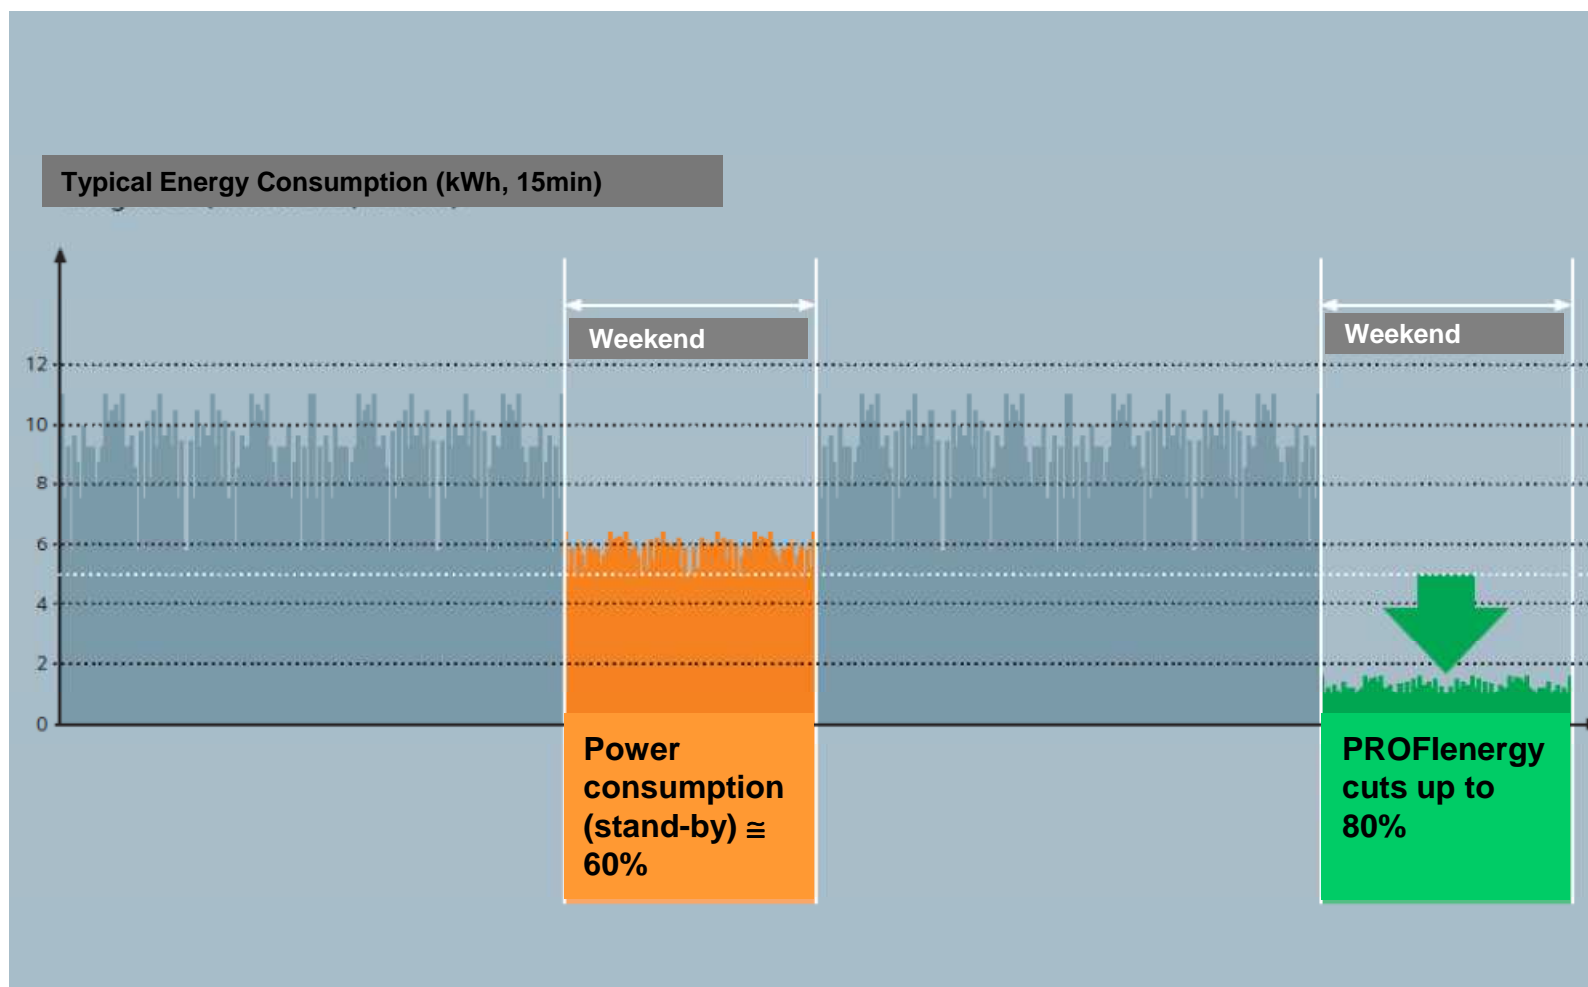 Typical Energy Consumption (kWh, 15min)
Weekend
Weekend
12
10
8
6
4
2
0
Power
consumption
(stand-by) ≅
60%
PROFIenergy
cuts up to
80%